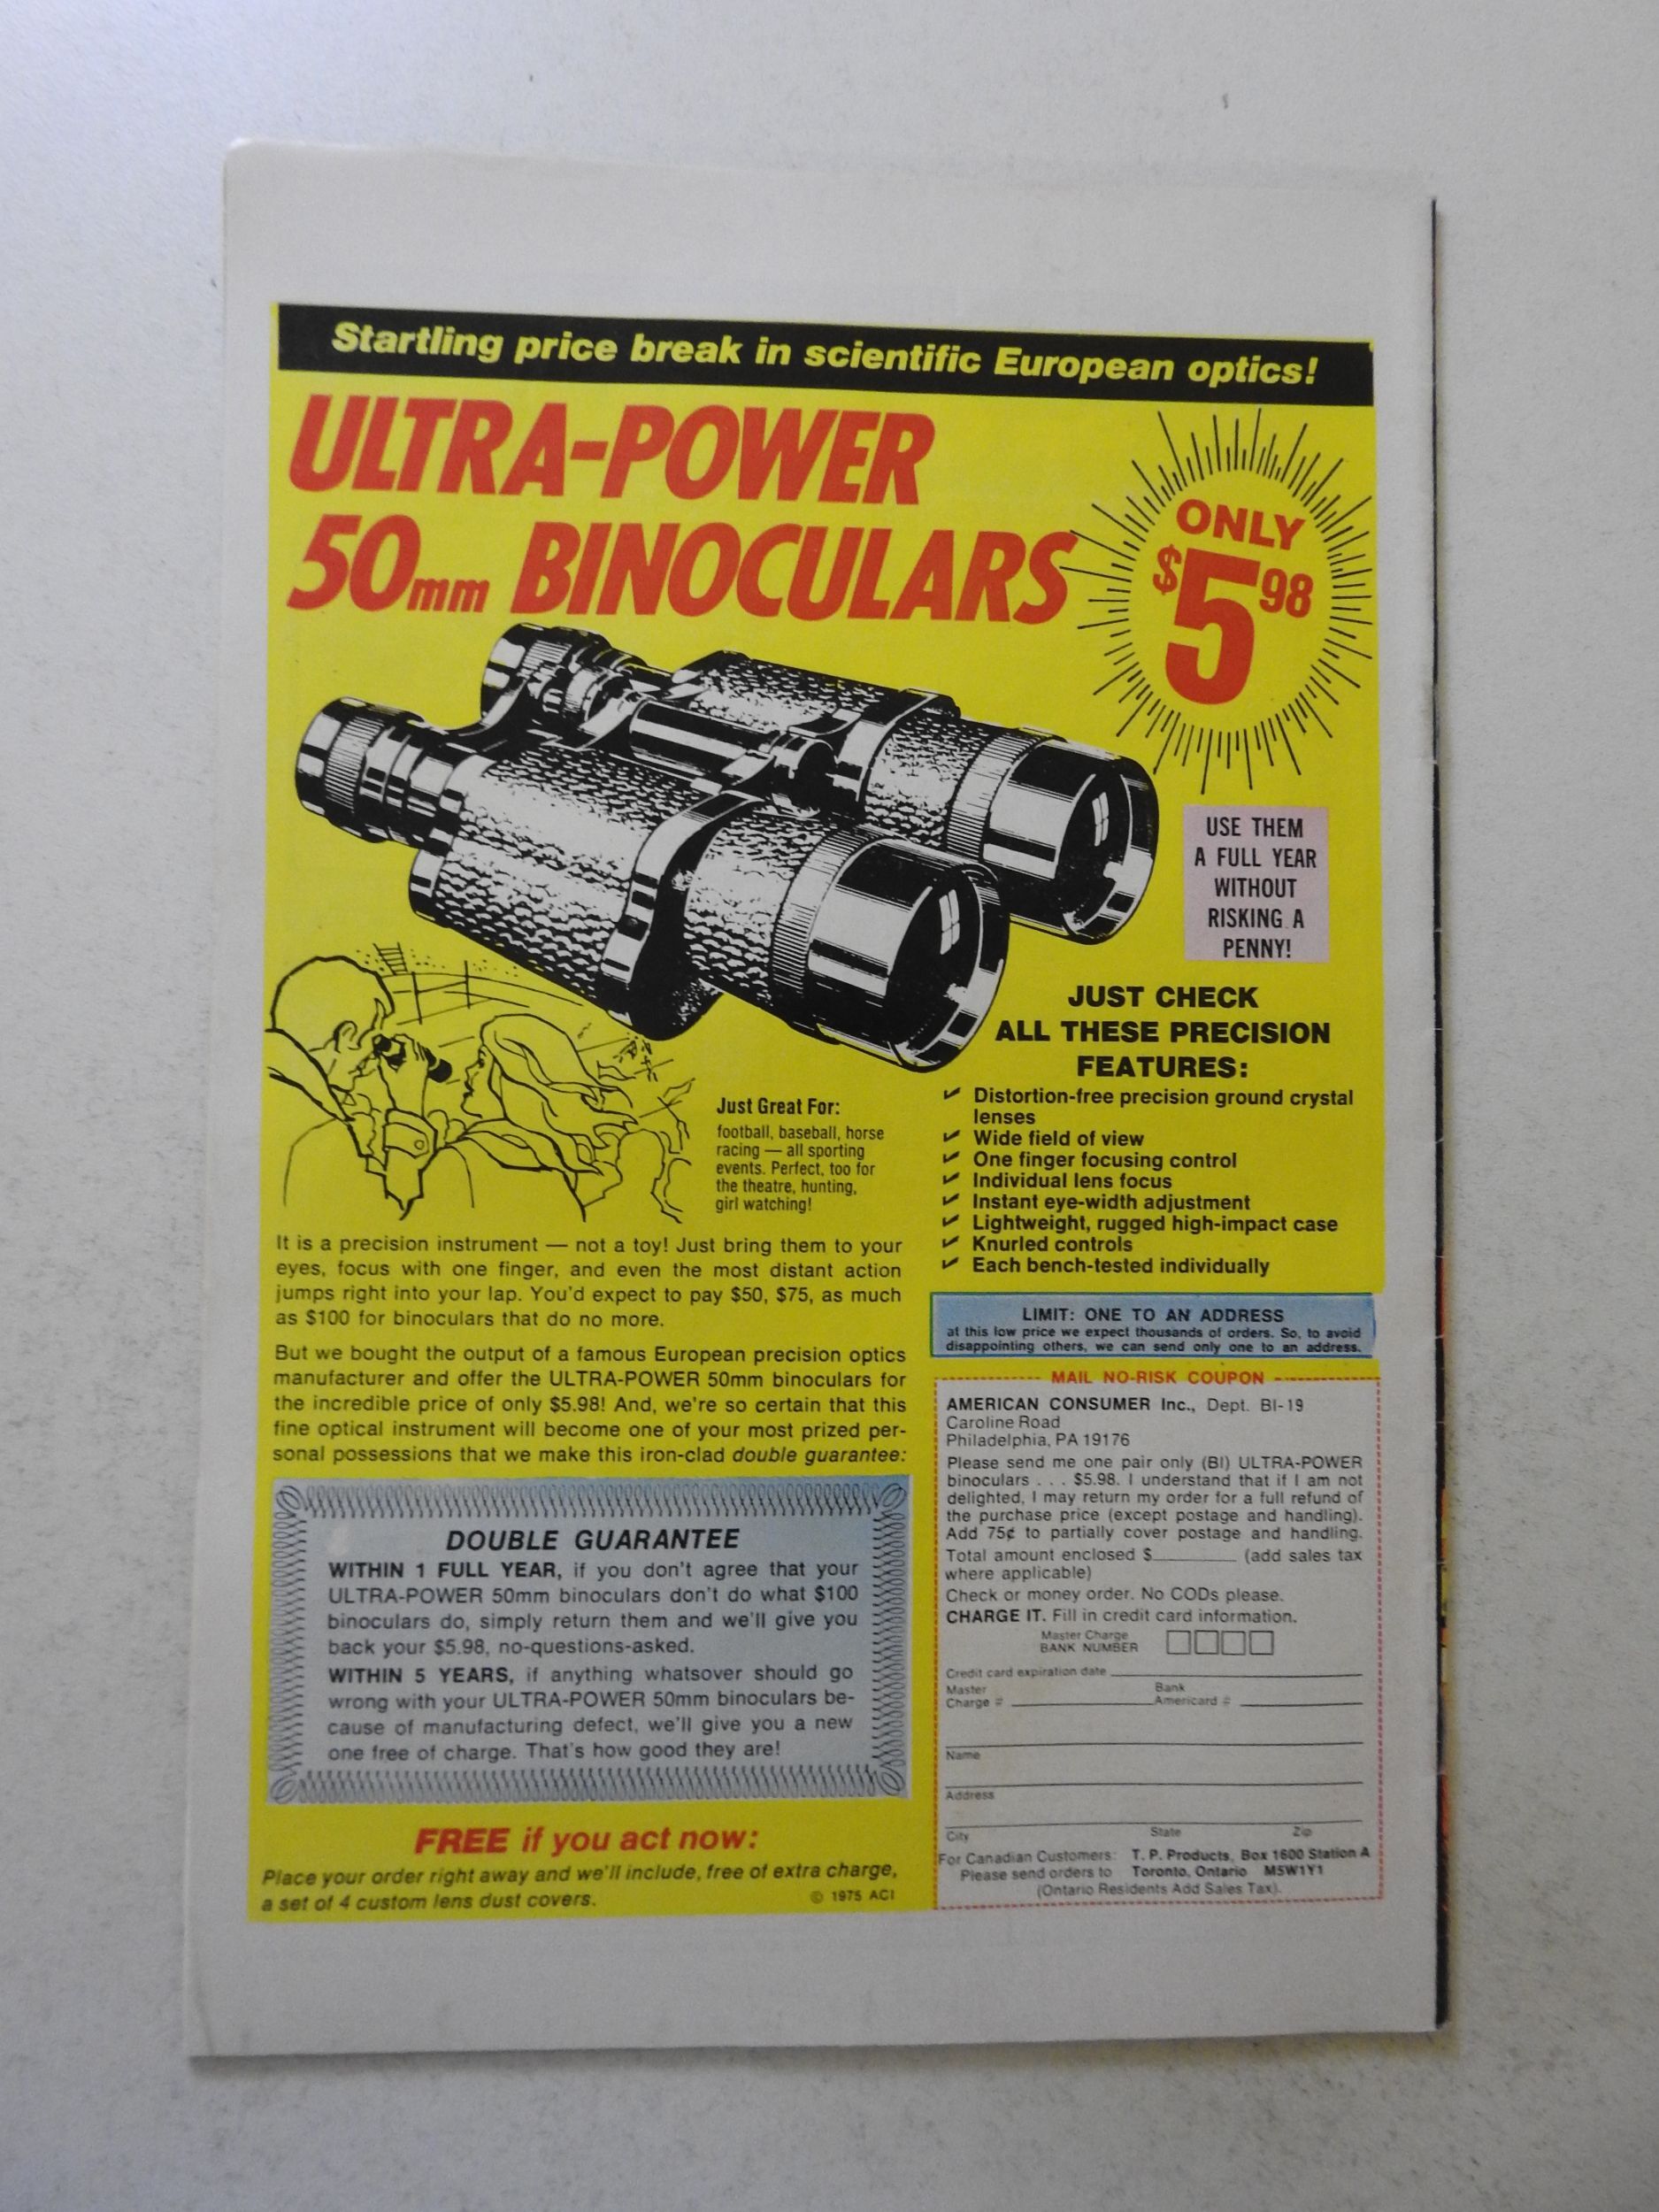 Startling price break in scientific European optics!
ULTRA-POWER
50mm BINOCULARS
ONLY
$5 98
USE THEM
A FULL YEAR
WITHOUT
RISKING A
PENNY!
JUST CHECK
ALL THESE PRECISION
FEATURES:
✔ Distortion-free precision ground crystal
lenses
✔ Wide field of view
✔ One finger focusing control
✔ Individual lens focus
✔ Instant eye-width adjustment
✔ Lightweight, rugged high-impact case
✔ Knurled controls
✔ Each bench-tested individually
Just Great For:
football, baseball, horse
racing — all sporting
events. Perfect, too for
the theatre, hunting,
girl watching!
It is a precision instrument — not a toy! Just bring them to your
eyes, focus with one finger, and even the most distant action
jumps right into your lap. You'd expect to pay $50, $75, as much
as $100 for binoculars that do no more.
But we bought the output of a famous European precision optics
manufacturer and offer the ULTRA-POWER 50mm binoculars for
the incredible price of only $5.98! And, we're so certain that this
fine optical instrument will become one of your most prized per-
sonal possessions that we make this iron-clad double guarantee:
DOUBLE GUARANTEE
WITHIN 1 FULL YEAR, if you don't agree that your
ULTRA-POWER 50mm binoculars don't do what $100
binoculars do, simply return them and we'll give you
back your $5.98, no-questions-asked.
WITHIN 5 YEARS, if anything whatsover should go
wrong with your ULTRA-POWER 50mm binoculars be-
cause of manufacturing defect, we'll give you a new
one free of charge. That's how good they are!
FREE if you act now:
Place your order right away and we'll include, free of extra charge,
a set of 4 custom lens dust covers.
© 1975 ACI
LIMIT: ONE TO AN ADDRESS
at this low price we expect thousands of orders. So, to avoid
disappointing others, we can send only one to an address.
MAIL NO-RISK COUPON
AMERICAN CONSUMER Inc., Dept. BI-19
Caroline Road
Philadelphia, PA 19176
Please send me one pair only (BI) ULTRA-POWER
binoculars . . . $5.98. I understand that if I am not
delighted, I may return my order for a full refund of
the purchase price (except postage and handling).
Add 75¢ to partially cover postage and handling.
Total amount enclosed $________ (add sales tax
where applicable)
Check or money order. No CODs please.
CHARGE IT. Fill in credit card information.
Master Charge
BANK NUMBER
Credit card expiration date
Master Charge #
Bank Americard #
Name
Address
City State Zip
For Canadian Customers: T. P. Products, Box 1600 Station A
Please send orders to Toronto, Ontario M5W1Y1
(Ontario Residents Add Sales Tax).